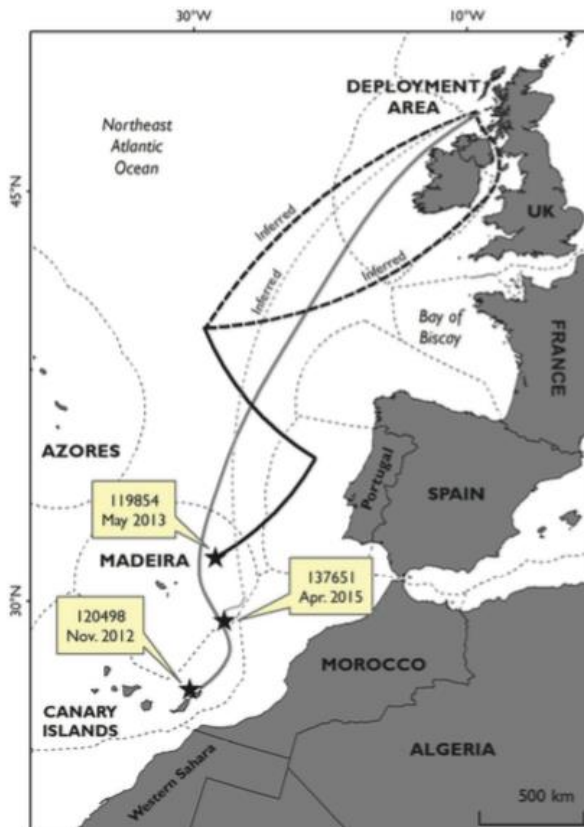 30°W
10°W
DEPLOYMENT
AREA
Northeast
Atlantic
Ocean
45°N
UK
Inferred
Inferred
Inferred
Bay of
Biscay
FRANCE
AZORES
Portugal
SPAIN
119854
May 2013
MADEIRA
137651
Apr. 2015
30°N
120498
Nov. 2012
MOROCCO
CANARY
ISLANDS
ALGERIA
Western Sahara
500 km